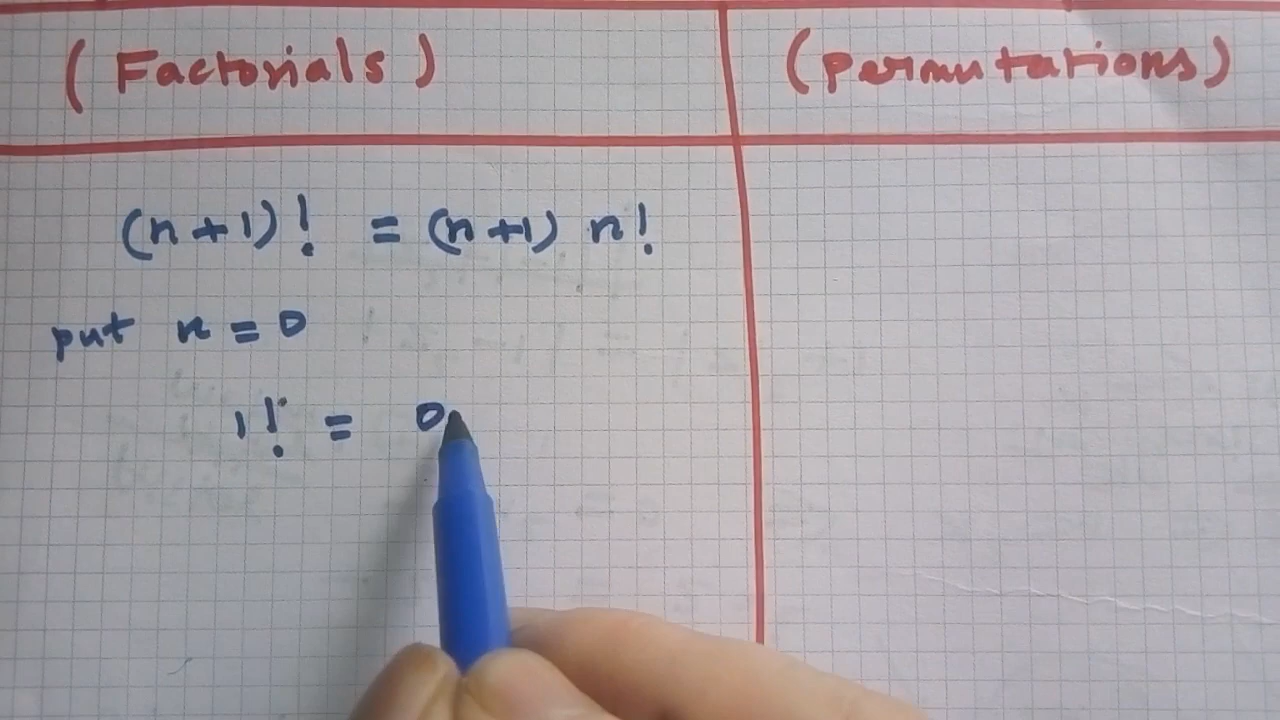 (Factorials)
(Permutations)
(n+1)! = (n+1) n!
put n = 0
1! = 0